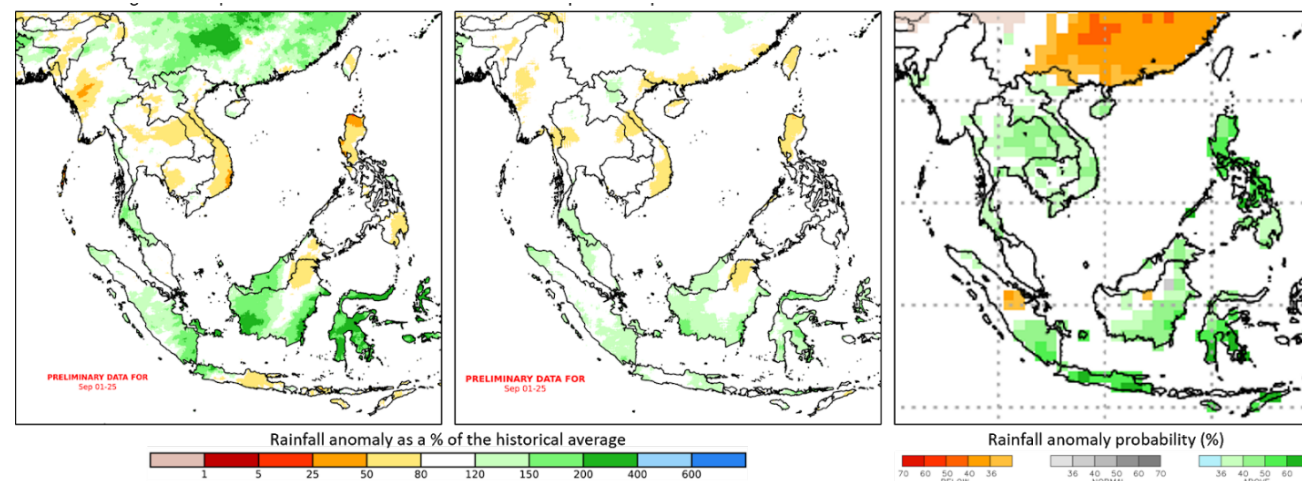 PRELIMINARY DATA FOR
Sep 01-25
PRELIMINARY DATA FOR
Sep 01-25
Rainfall anomaly as a % of the historical average
1 5 25 50 80 120 150 200 400 600
Rainfall anomaly probability (%)
70 60 50 40 36 36 40 50 60 70 36 40 50 60
BELOW NORMAL ABOVE